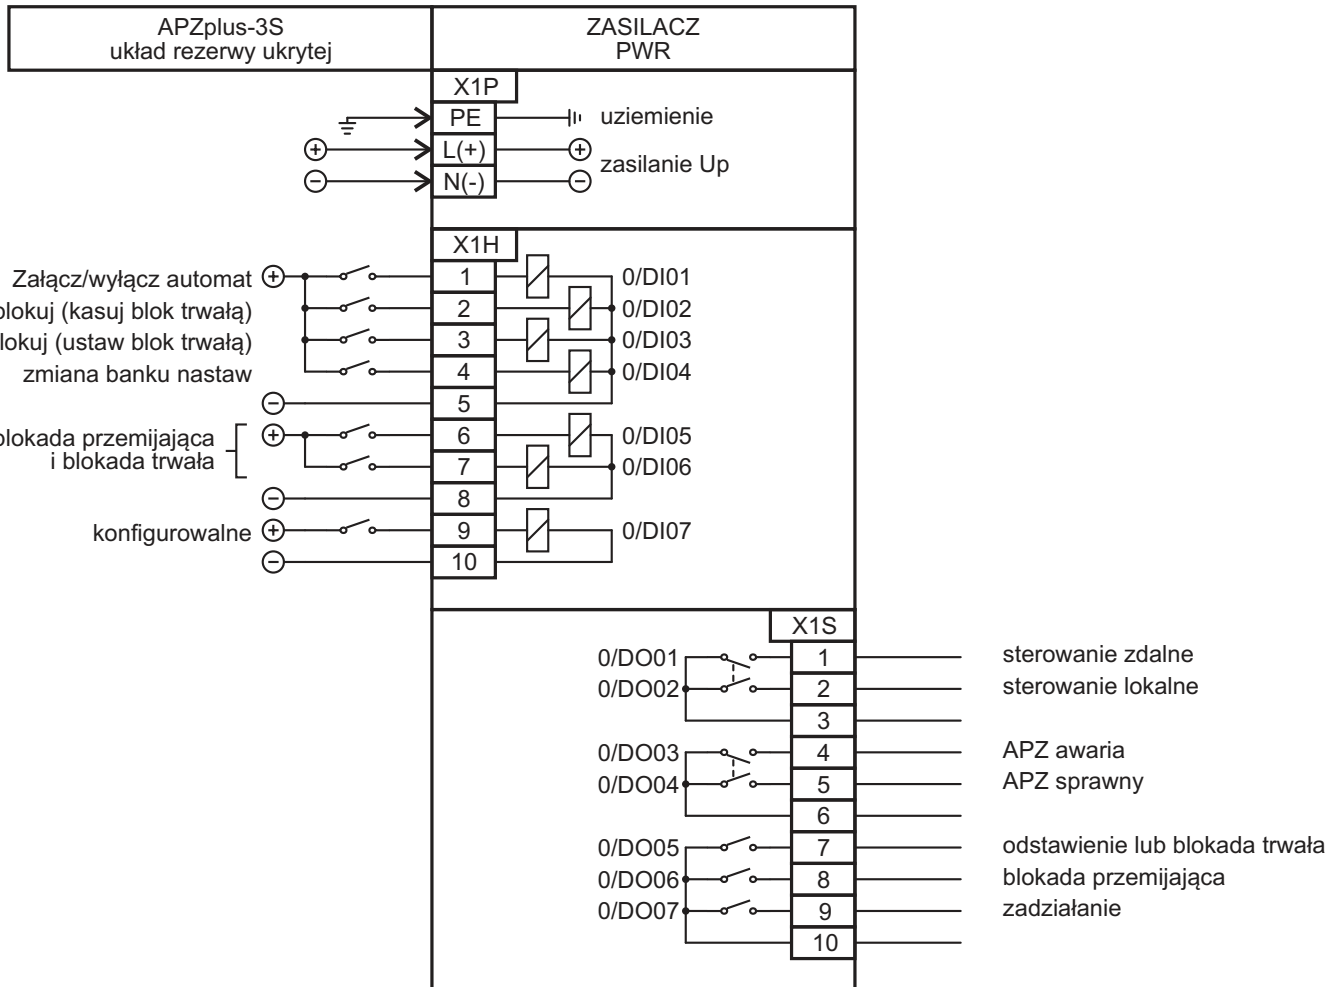 APZplus-3S
układ rezerwy ukrytej
ZASILACZ
PWR
X1P
PE
uziemienie
L(+)
zasilanie Up
N(-)
X1H
Załącz/wyłącz automat
1
0/DI01
(kasuj blok trwałą)
2
0/DI02
(ustaw blok trwałą)
3
0/DI03
zmiana banku nastaw
4
0/DI04
5
blokada przemijająca
i blokada trwała
6
0/DI05
7
0/DI06
8
konfigurowalne
9
0/DI07
10
X1S
0/DO01
1
sterowanie zdalne
0/DO02
2
sterowanie lokalne
3
0/DO03
4
APZ awaria
0/DO04
5
APZ sprawny
6
0/DO05
7
odstawienie lub blokada trwała
0/DO06
8
blokada przemijająca
0/DO07
9
zadziałanie
10